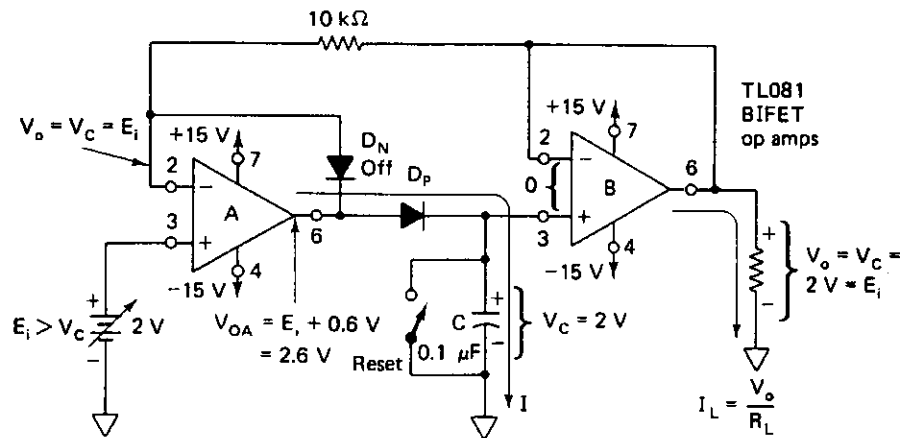 10 kΩ
TL081
BIFET
op amps
V_o = V_C = E_i
+15 V
7
2
−
A
3
+
6
4
−15 V
D_N
Off
D_P
+15 V
7
2
−
0
B
3
+
6
4
−15 V
+
−
V_o = V_C =
2 V = E_i
E_i > V_C
+
−
2 V
V_OA = E_i + 0.6 V
= 2.6 V
Reset
C
0.1 μF
+
−
V_C = 2 V
I
I_L = V_o / R_L